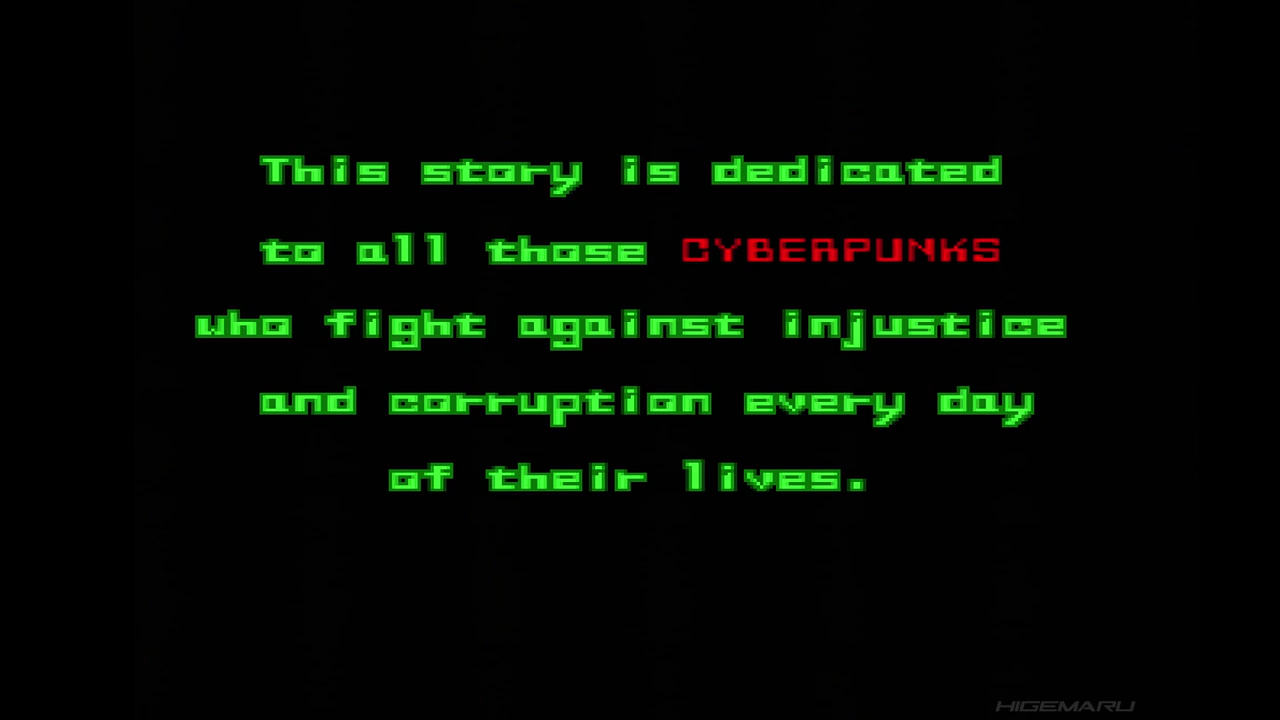 This story is dedicated
to all those CYBERPUNKS
who fight against injustice
and corruption every day
of their lives.
HIGEMARU